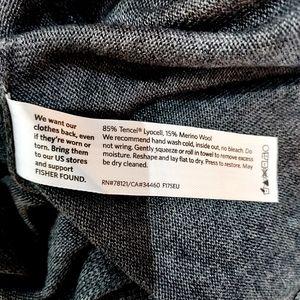 We want our
clothes back, even
if they're worn or
torn. Bring them
to our US stores
and support
FISHER FOUND.
85% Tencel® Lyocell, 15% Merino Wool
We recommend hand wash cold, inside out, no bleach. Do
not wring. Gently squeeze or roll in towel to remove excess
moisture. Reshape and lay flat to dry. Press to restore. May
be dry cleaned.
RN#78121/CA#34460 F17SEU